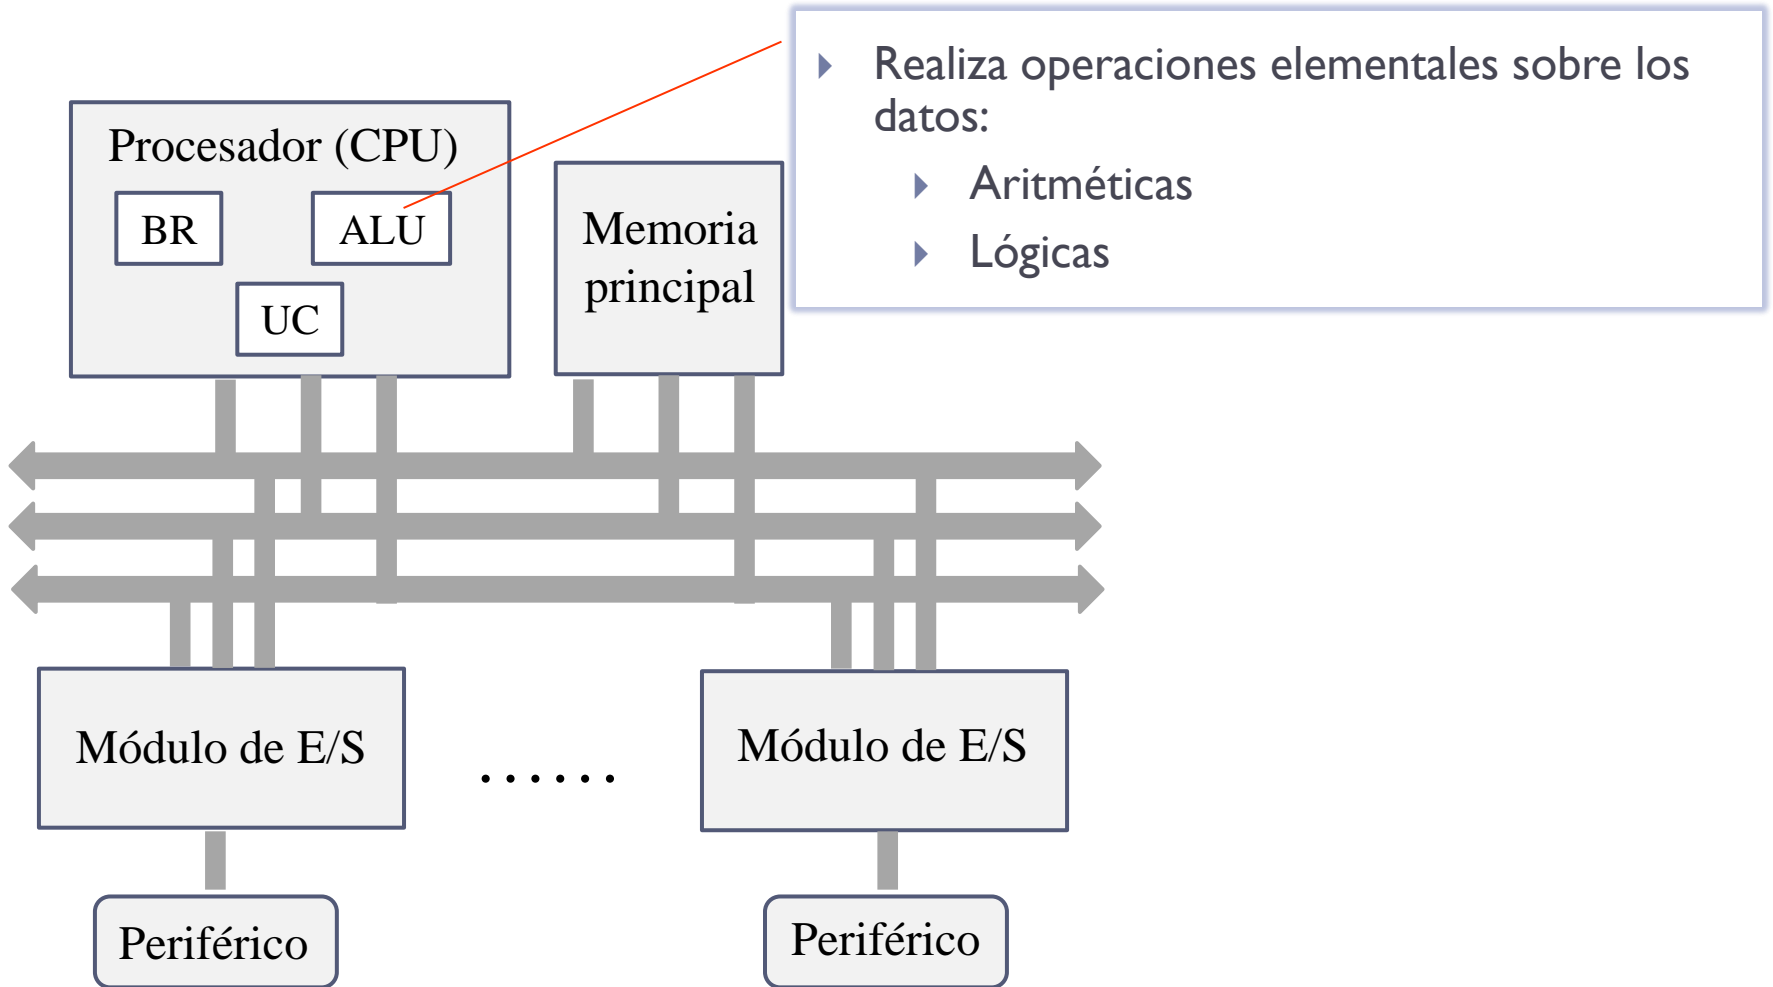 Realiza operaciones elementales sobre los
datos:
Aritméticas
Lógicas
Procesador (CPU)
BR
ALU
UC
Memoria
principal
Módulo de E/S
......
Módulo de E/S
Periférico
Periférico